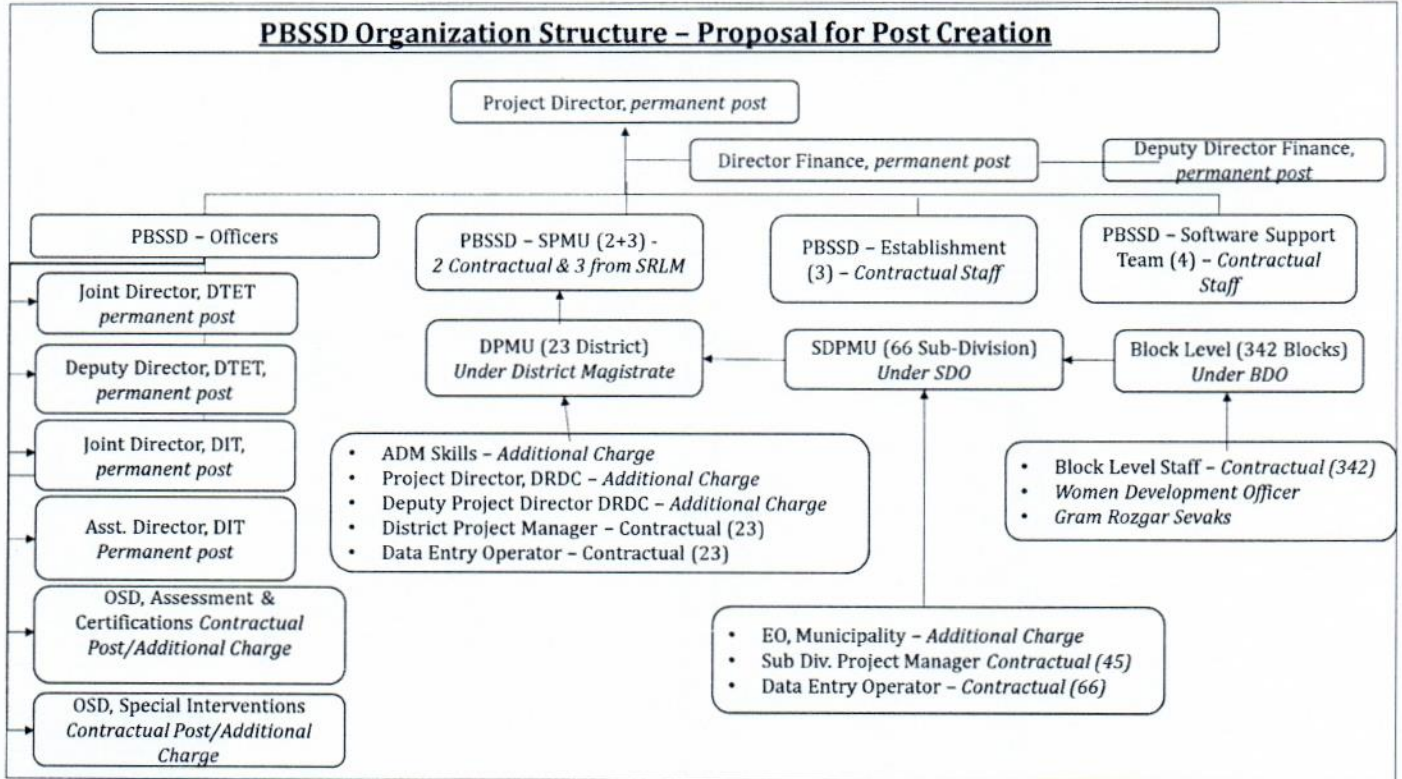 PBSSD Organization Structure – Proposal for Post Creation
Project Director, permanent post
Director Finance, permanent post
Deputy Director Finance,
permanent post
PBSSD – Officers
PBSSD – SPMU (2+3) -
2 Contractual & 3 from SRLM
PBSSD – Establishment
(3) – Contractual Staff
PBSSD – Software Support
Team (4) – Contractual
Staff
Joint Director, DTET
permanent post
Deputy Director, DTET,
permanent post
Joint Director, DIT,
permanent post
Asst. Director, DIT
Permanent post
OSD, Assessment &
Certifications Contractual
Post/Additional Charge
OSD, Special Interventions
Contractual Post/Additional
Charge
DPMU (23 District)
Under District Magistrate
SDPMU (66 Sub-Division)
Under SDO
Block Level (342 Blocks)
Under BDO
• ADM Skills – Additional Charge
• Project Director, DRDC – Additional Charge
• Deputy Project Director DRDC – Additional Charge
• District Project Manager – Contractual (23)
• Data Entry Operator – Contractual (23)
• Block Level Staff – Contractual (342)
• Women Development Officer
• Gram Rozgar Sevaks
• EO, Municipality – Additional Charge
• Sub Div. Project Manager Contractual (45)
• Data Entry Operator – Contractual (66)